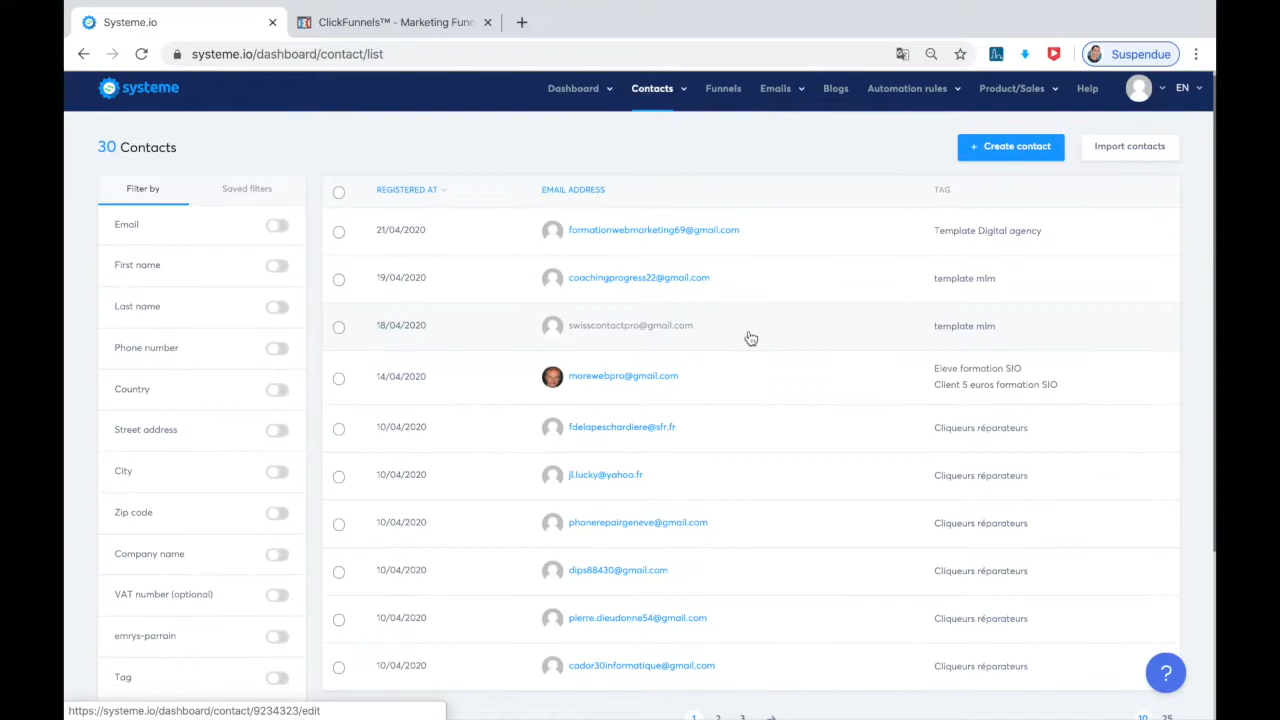 Systeme.io
ClickFunnels™ - Marketing Funn
systeme.io/dashboard/contact/list
Suspendue
systeme
Dashboard
Contacts
Funnels
Emails
Blogs
Automation rules
Product/Sales
Help
EN
30 Contacts
+ Create contact
Import contacts
Filter by
Saved filters
REGISTERED AT
EMAIL ADDRESS
TAG
Email
First name
Last name
Phone number
Country
Street address
City
Zip code
Company name
VAT number (optional)
emrys-parrain
Tag
21/04/2020 formationwebmarketing69@gmail.com Template Digital agency
19/04/2020 coachingprogress22@gmail.com template mlm
18/04/2020 swisscontactpro@gmail.com template mlm
14/04/2020 morewebpro@gmail.com Eleve formation SIO
Client 5 euros formation SIO
10/04/2020 fdelapeschardiere@sfr.fr Cliqueurs réparateurs
10/04/2020 jl.lucky@yahoo.fr Cliqueurs réparateurs
10/04/2020 phonerepairgeneve@gmail.com Cliqueurs réparateurs
10/04/2020 dips88430@gmail.com Cliqueurs réparateurs
10/04/2020 pierre.dieudonne54@gmail.com Cliqueurs réparateurs
10/04/2020 cador30informatique@gmail.com Cliqueurs réparateurs
1 2 3
10 25
?
https://systeme.io/dashboard/contact/9234323/edit